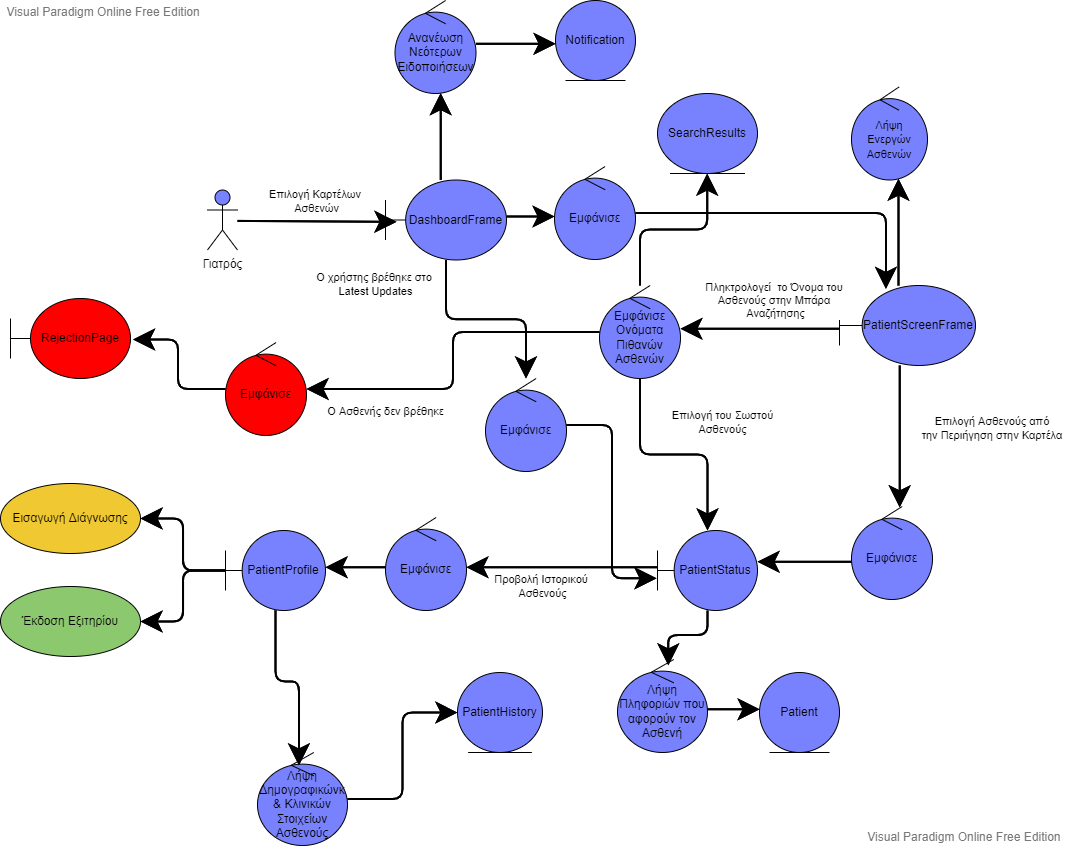 Visual Paradigm Online Free Edition
Ανανέωση
Νεότερων
Ειδοποιήσεων
Notification
SearchResults
Λήψη
Ενεργών
Ασθενών
Επιλογή Καρτέλων
Ασθενών
DashboardFrame
Εμφάνισε
Γιατρός
Ο χρήστης βρέθηκε στο
Latest Updates
Πληκτρολογεί το Όνομα του
Ασθενούς στην Μπάρα
Αναζήτησης
Εμφάνισε
Ονόματα
Πιθανών
Ασθενών
PatientScreenFrame
RejectionPage
Εμφάνισε
Ο Ασθενής δεν βρέθηκε
Εμφάνισε
Επιλογή του Σωστού
Ασθενούς
Επιλογή Ασθενούς από
την Περιήγηση στην Καρτέλα
Εισαγωγή Διάγνωσης
PatientProfile
Εμφάνισε
Προβολή Ιστορικού
Ασθενούς
PatientStatus
Εμφάνισε
Έκδοση Εξιτηρίου
Λήψη
Πληροφοριών που
αφορούν τον
Ασθενή
Patient
PatientHistory
Λήψη
Δημογραφικώνκ
& Κλινικών
Στοιχείων
Ασθενούς
Visual Paradigm Online Free Edition